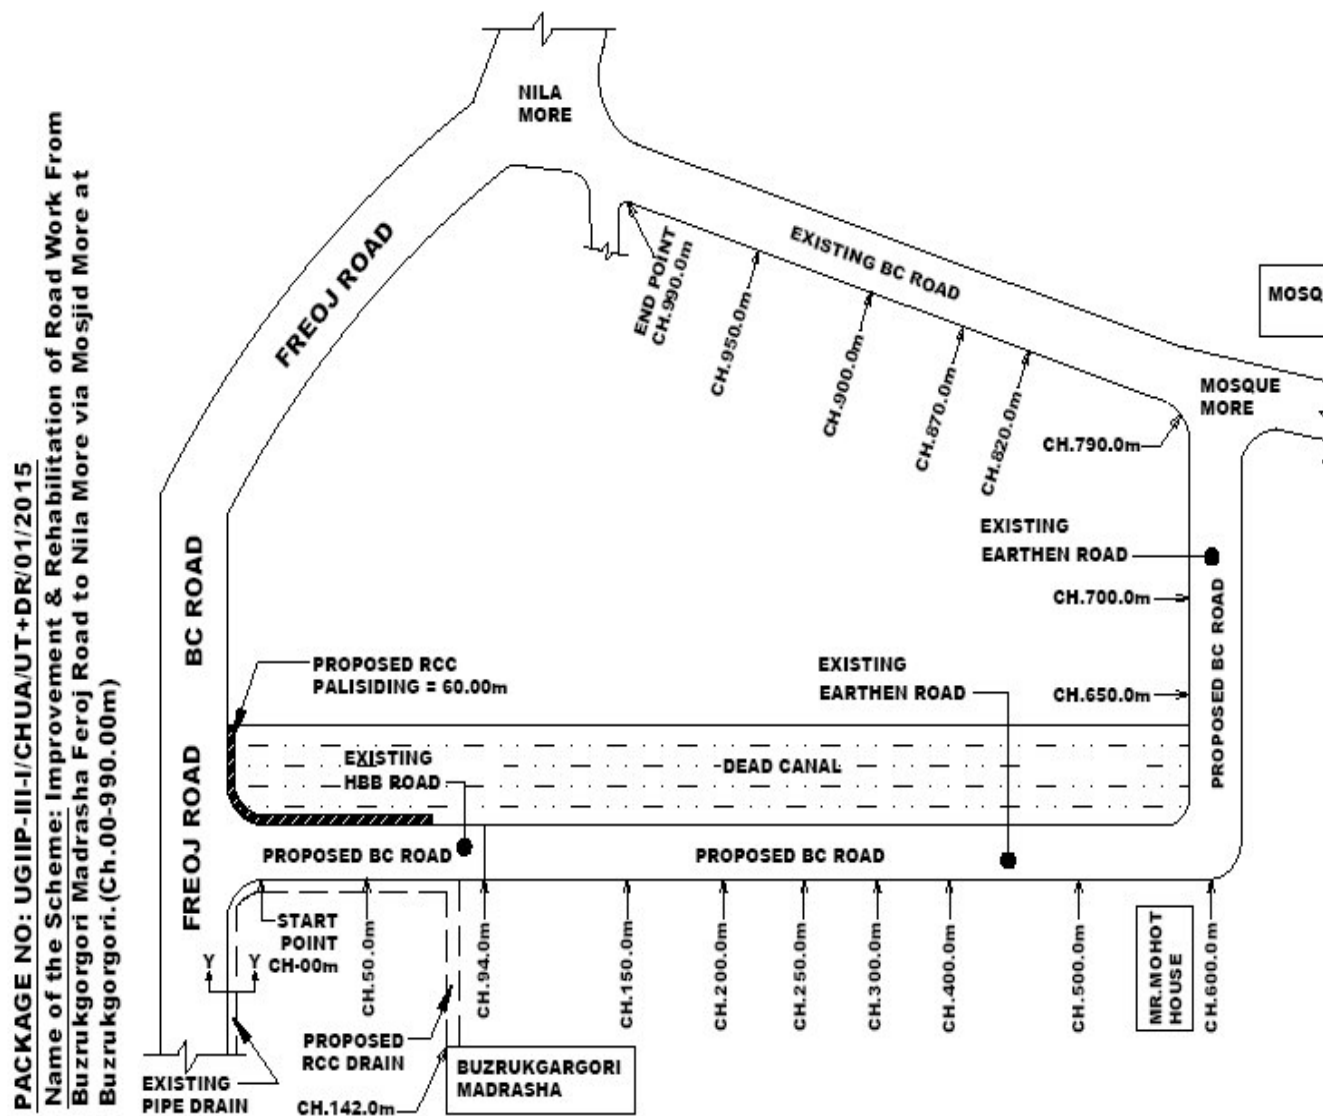 PACKAGE NO: UGIIP-III-I/CHUA/UT+DR/01/2015
Name of the Scheme: Improvement & Rehabilitation of Road Work From
Buzrukgorgori Madrasha Feroj Road to Nila More via Mosjid More at
Buzrukgorgori.(Ch.00-990.00m)
NILA
MORE
FREOJ ROAD
EXISTING BC ROAD
END POINT
CH.990.0m
CH.950.0m
CH.900.0m
CH.870.0m
CH.820.0m
CH.790.0m
MOSQ
MOSQUE
MORE
EXISTING
EARTHEN ROAD
CH.700.0m
CH.650.0m
PROPOSED BC ROAD
BC ROAD
PROPOSED RCC
PALISIDING = 60.00m
EXISTING
EARTHEN ROAD
EXISTING
HBB ROAD
DEAD CANAL
FREOJ ROAD
PROPOSED BC ROAD
PROPOSED BC ROAD
START
POINT
CH-00m
Y Y
CH.50.0m
CH.94.0m
CH.150.0m
CH.200.0m
CH.250.0m
CH.300.0m
CH.400.0m
CH.500.0m
MR.MOHOT
HOUSE
CH.600.0m
PROPOSED
RCC DRAIN
EXISTING
PIPE DRAIN
CH.142.0m
BUZRUKGARGORI
MADRASHA